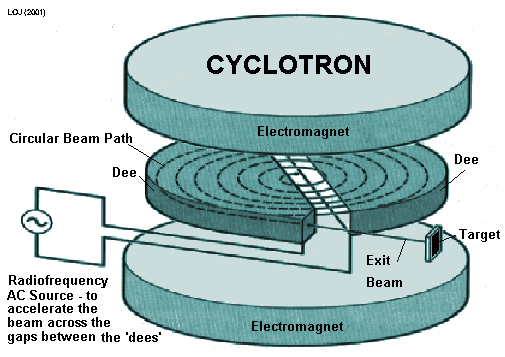 LOJ (2001)
CYCLOTRON
Electromagnet
Circular Beam Path
Dee
Dee
Target
Exit
Beam
Radiofrequency
AC Source - to
accelerate the
beam across the
gaps between the 'dees'
Electromagnet